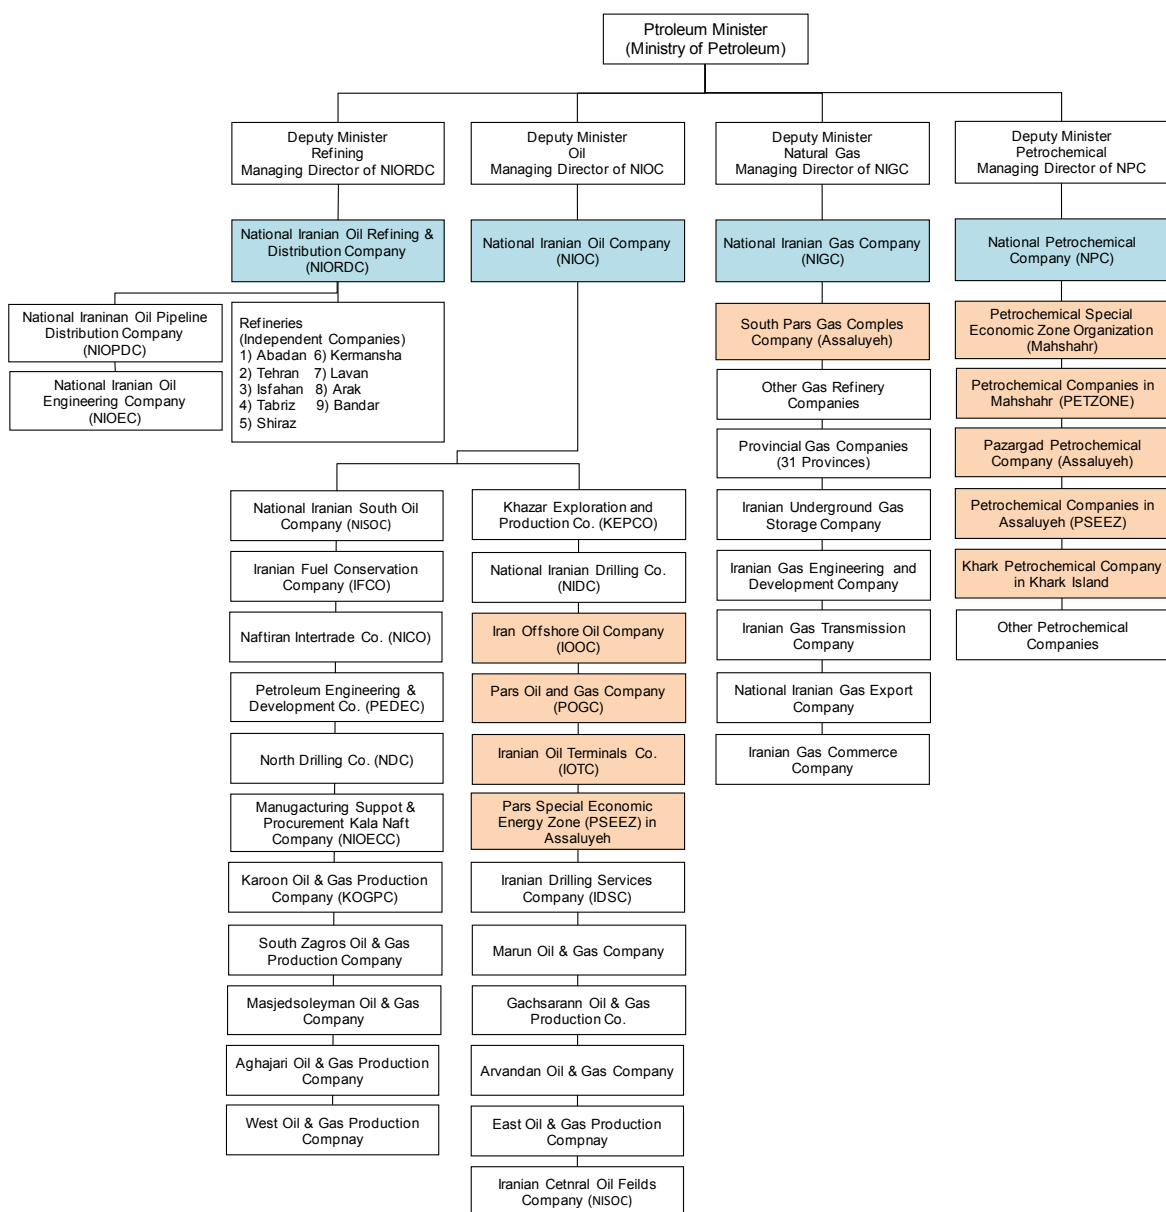 Ptroleum Minister
(Ministry of Petroleum)
Deputy Minister
Refining
Managing Director of NIORDC
Deputy Minister
Oil
Managing Director of NIOC
Deputy Minister
Natural Gas
Managing Director of NIGC
Deputy Minister
Petrochemical
Managing Director of NPC
National Iranian Oil Refining &
Distribution Company
(NIORDC)
National Iranian Oil Company
(NIOC)
National Iranian Gas Company
(NIGC)
National Petrochemical
Company (NPC)
National Iraninan Oil Pipeline
Distribution Company
(NIOPDC)
National Iranian Oil
Engineering Company
(NIOEC)
Refineries
(Independent Companies)
1) Abadan 6) Kermansha
2) Tehran 7) Lavan
3) Isfahan 8) Arak
4) Tabriz 9) Bandar
5) Shiraz
National Iranian South Oil
Company (NISOC)
Iranian Fuel Conservation
Company (IFCO)
Naftiran Intertrade Co. (NICO)
Petroleum Engineering &
Development Co. (PEDEC)
North Drilling Co. (NDC)
Manugacturing Suppot &
Procurement Kala Naft
Company (NIOECC)
Karoon Oil & Gas Production
Company (KOGPC)
South Zagros Oil & Gas
Production Company
Masjedsoleyman Oil & Gas
Company
Aghajari Oil & Gas Production
Company
West Oil & Gas Production
Compnay
Khazar Exploration and
Production Co. (KEPCO)
National Iranian Drilling Co.
(NIDC)
Iran Offshore Oil Company
(IOOC)
Pars Oil and Gas Company
(POGC)
Iranian Oil Terminals Co.
(IOTC)
Pars Special Economic
Energy Zone (PSEEZ) in
Assaluyeh
Iranian Drilling Services
Company (IDSC)
Marun Oil & Gas Company
Gachsarann Oil & Gas
Production Co.
Arvandan Oil & Gas Company
East Oil & Gas Production
Compnay
Iranian Cetnral Oil Feilds
Company (NISOC)
South Pars Gas Comples
Company (Assaluyeh)
Other Gas Refinery
Companies
Provincial Gas Companies
(31 Provinces)
Iranian Underground Gas
Storage Company
Iranian Gas Engineering and
Development Company
Iranian Gas Transmission
Company
National Iranian Gas Export
Company
Iranian Gas Commerce
Company
Petrochemical Special
Economic Zone Organization
(Mahshahr)
Petrochemical Companies in
Mahshahr (PETZONE)
Pazargad Petrochemical
Company (Assaluyeh)
Petrochemical Companies in
Assaluyeh (PSEEZ)
Khark Petrochemical Company
in Khark Island
Other Petrochemical
Companies